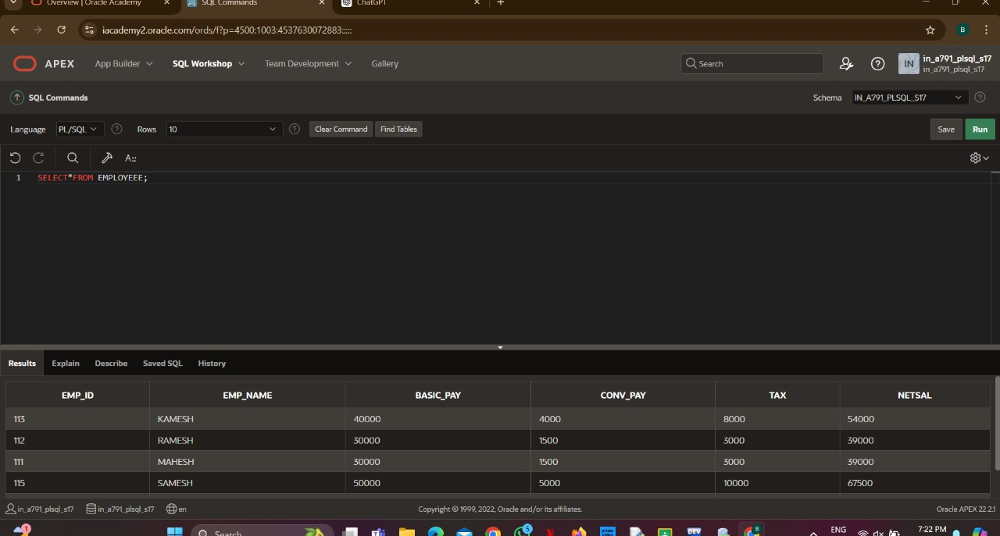 Overview | Oracle Academy
SQL Commands
ChatGPT
iacademy2.oracle.com/ords/f?p=4500:1003:4537630072883:::::
B
APEX
App Builder
SQL Workshop
Team Development
Gallery
Search
IN
in_a791_plsql_s17
in_a791_plsql_s17
SQL Commands
Schema
IN_A791_PLSQL_S17
Language
PL/SQL
Rows
10
Clear Command
Find Tables
Save
Run
1 SELECT*FROM EMPLOYEEE;
Results
Explain
Describe
Saved SQL
History
EMP_ID EMP_NAME BASIC_PAY CONV_PAY TAX NETSAL
113 KAMESH 40000 4000 8000 54000
112 RAMESH 30000 1500 3000 39000
111 MAHESH 30000 1500 3000 39000
115 SAMESH 50000 5000 10000 67500
in_a791_plsql_s17
in_a791_plsql_s17
en
Copyright © 1999, 2022, Oracle and/or its affiliates.
Oracle APEX 22.2.1
1
Search
5
prime
DEV
B
ENG
7:22 PM